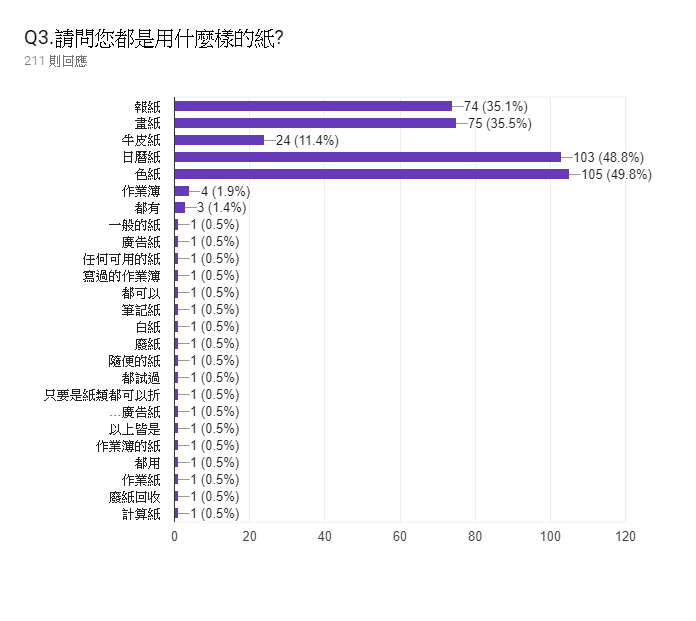 Q3.請問您都是用什麼樣的紙?
211 則回應
報紙 74 (35.1%)
畫紙 75 (35.5%)
牛皮紙 24 (11.4%)
日曆紙 103 (48.8%)
色紙 105 (49.8%)
作業簿 4 (1.9%)
都有 3 (1.4%)
一般的紙 1 (0.5%)
廣告紙 1 (0.5%)
任何可用的紙 1 (0.5%)
寫過的作業簿 1 (0.5%)
都可以 1 (0.5%)
筆記紙 1 (0.5%)
白紙 1 (0.5%)
廢紙 1 (0.5%)
隨便的紙 1 (0.5%)
都試過 1 (0.5%)
只要是紙類都可以折 1 (0.5%)
...廣告紙 1 (0.5%)
以上皆是 1 (0.5%)
作業簿的紙 1 (0.5%)
都用 1 (0.5%)
作業紙 1 (0.5%)
廢紙回收 1 (0.5%)
計算紙 1 (0.5%)
0 20 40 60 80 100 120